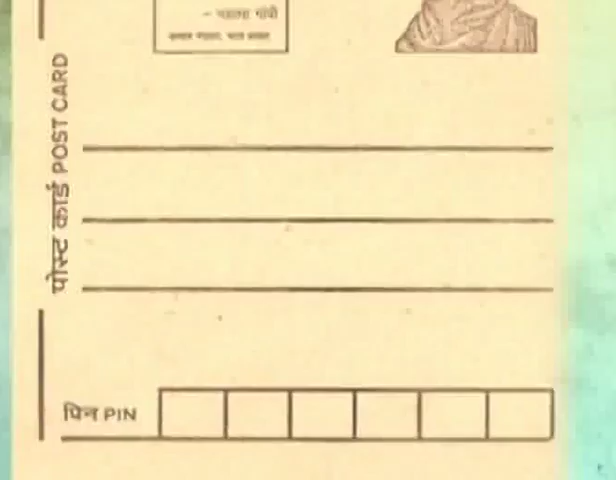 – महात्मा गांधी
पोस्ट कार्ड POST CARD
पिन PIN